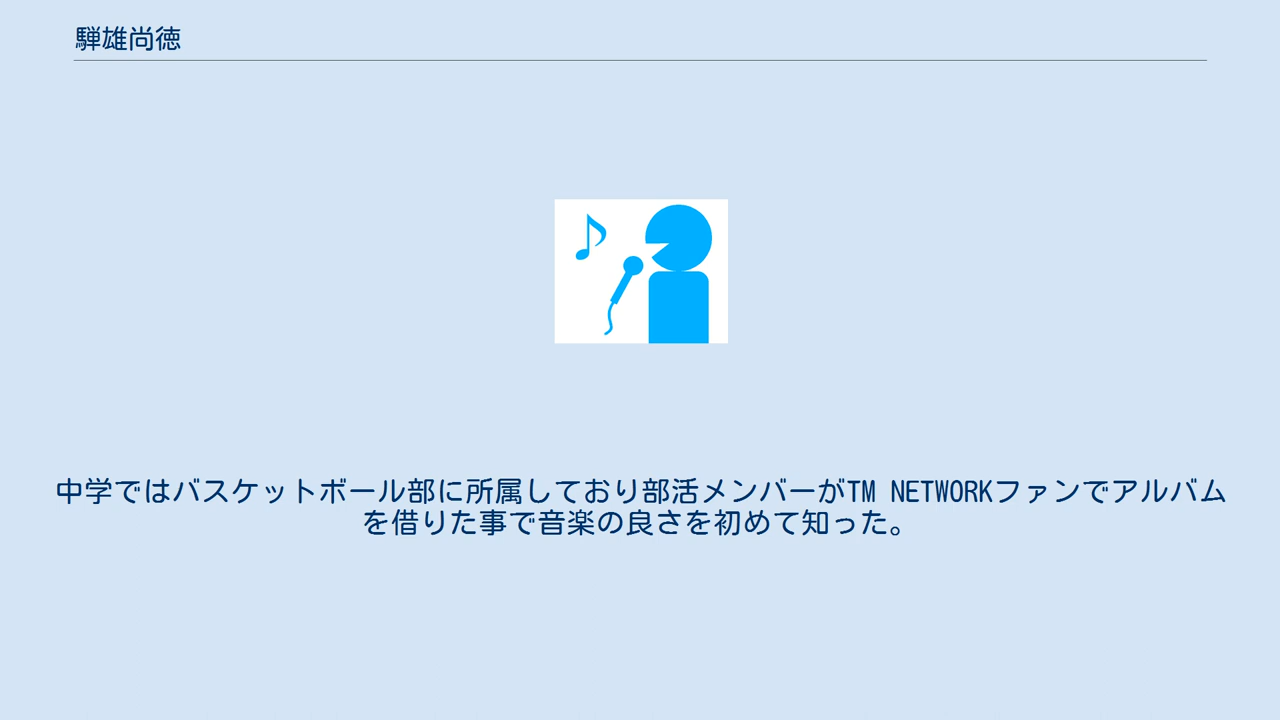 騨雄尚徳
中学ではバスケットボール部に所属しており部活メンバーがTM NETWORKファンでアルバム
を借りた事で音楽の良さを初めて知った。